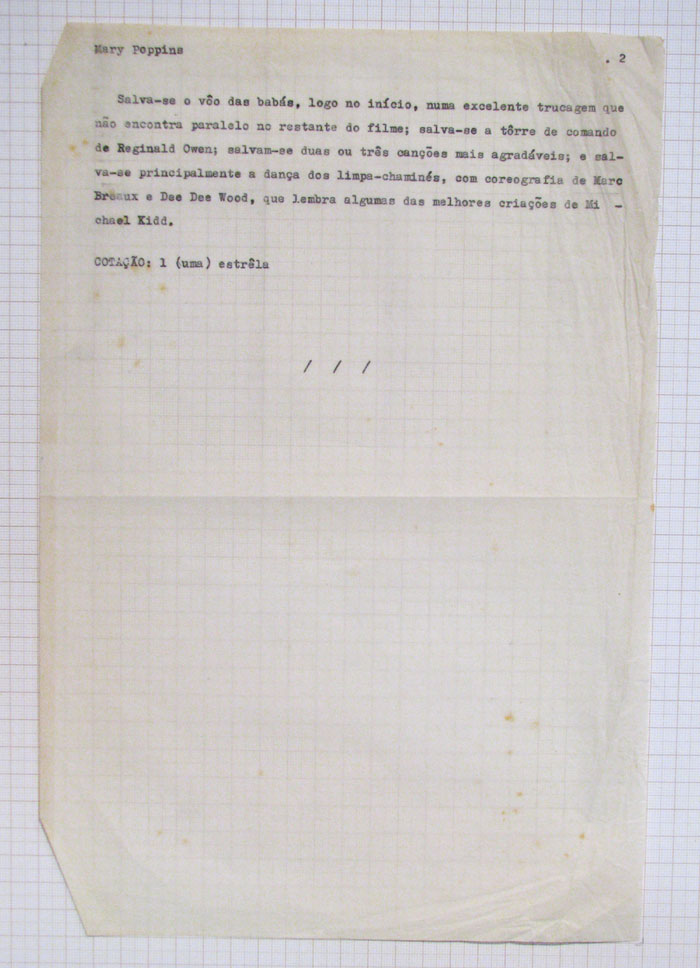 Mary Poppins
. 2
Salva-se o vôo das babás, logo no início, numa excelente trucagem que
não encontra paralelo no restante do filme; salva-se a tôrre de comando
de Reginald Owen; salvam-se duas ou três canções mais agradáveis; e sal-
va-se principalmente a dança dos limpa-chaminés, com coreografia de Marc
Breaux e Dee Dee Wood, que lembra algumas das melhores criações de Mi -
chael Kidd.
COTAÇÃO: 1 (uma) estrêla
/ / /